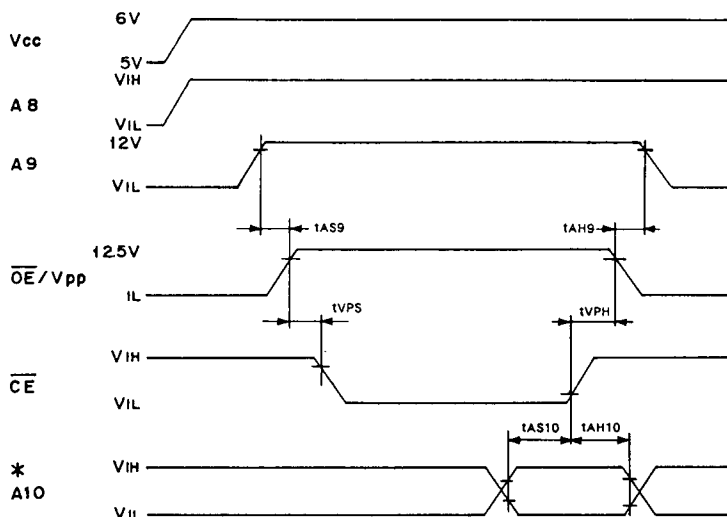 6V
Vcc
5V
VIH
A8
VIL
12V
A9
VIL
tAS9
tAH9
12.5V
OE/Vpp
IL
tVPS
tVPH
VIH
CE
VIL
tAS10 tAH10
*
VIH
A10
VIL